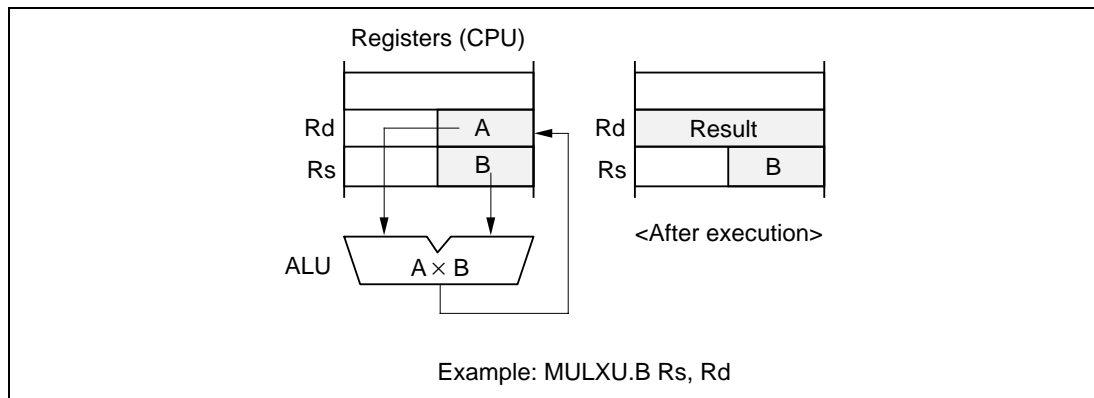 Registers (CPU)
Rd A
Rs B
ALU A × B
Rd Result
Rs B
<After execution>
Example: MULXU.B Rs, Rd